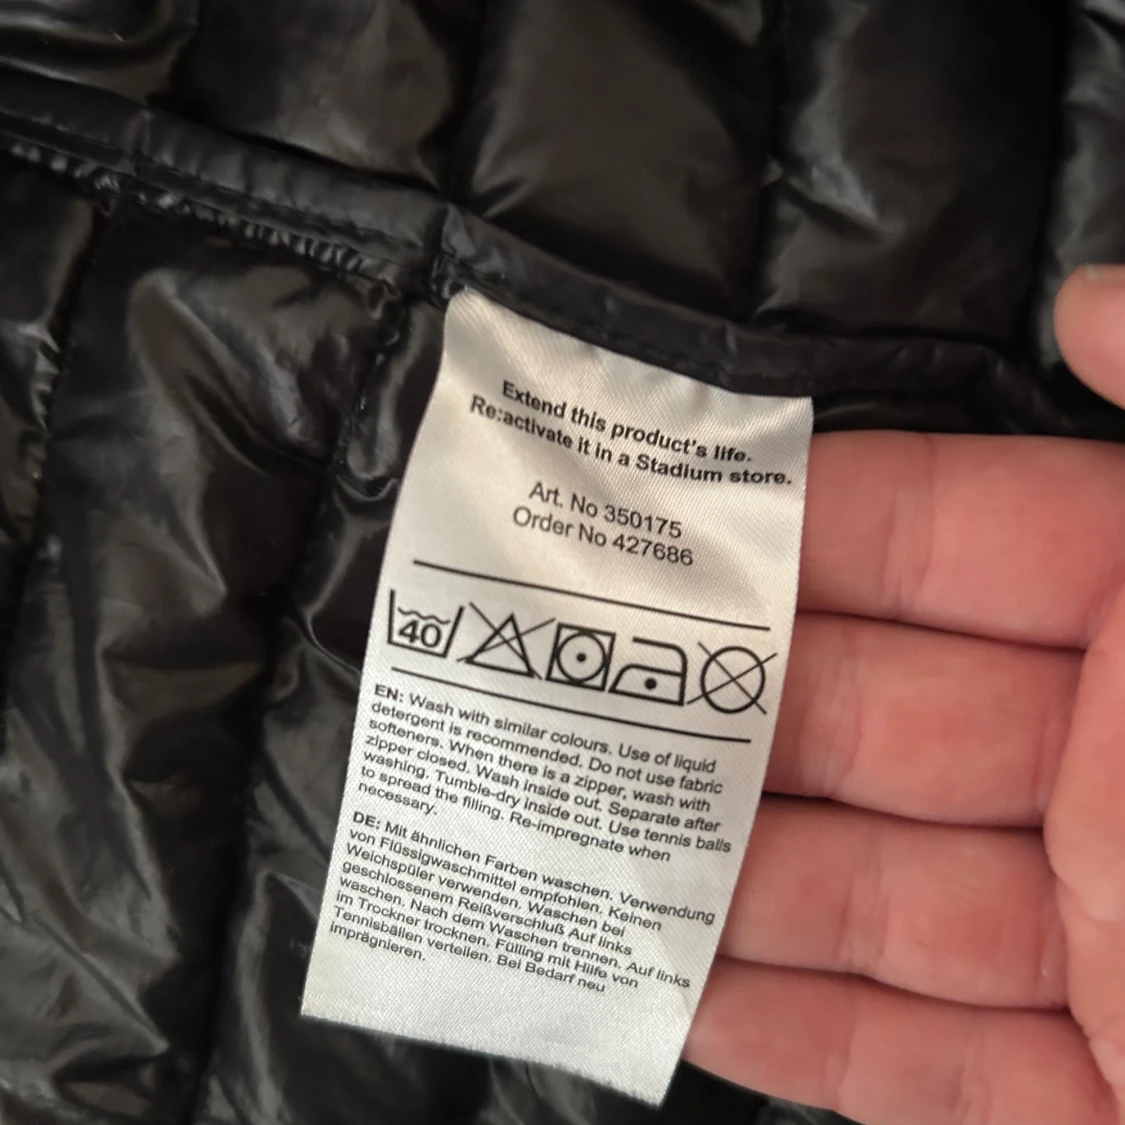 Extend this product's life.
Re:activate it in a Stadium store.
Art. No 350175
Order No 427686
40
EN: Wash with similar colours. Use of liquid
detergent is recommended. Do not use fabric
softeners. When there is a zipper, wash with
zipper closed. Wash inside out. Separate after
washing. Tumble-dry inside out. Use tennis balls
to spread the filling. Re-impregnate when
necessary.
DE: Mit ähnlichen Farben waschen. Verwendung
von Flüssigwaschmittel empfohlen. Keinen
Weichspüler verwenden. Waschen bei
geschlossenem Reißverschluß Auf links
waschen. Nach dem Waschen trennen. Auf links
im Trockner trocknen. Fülling mit Hilfe von
Tennisbällen verteilen. Bei Bedarf neu
imprägnieren.